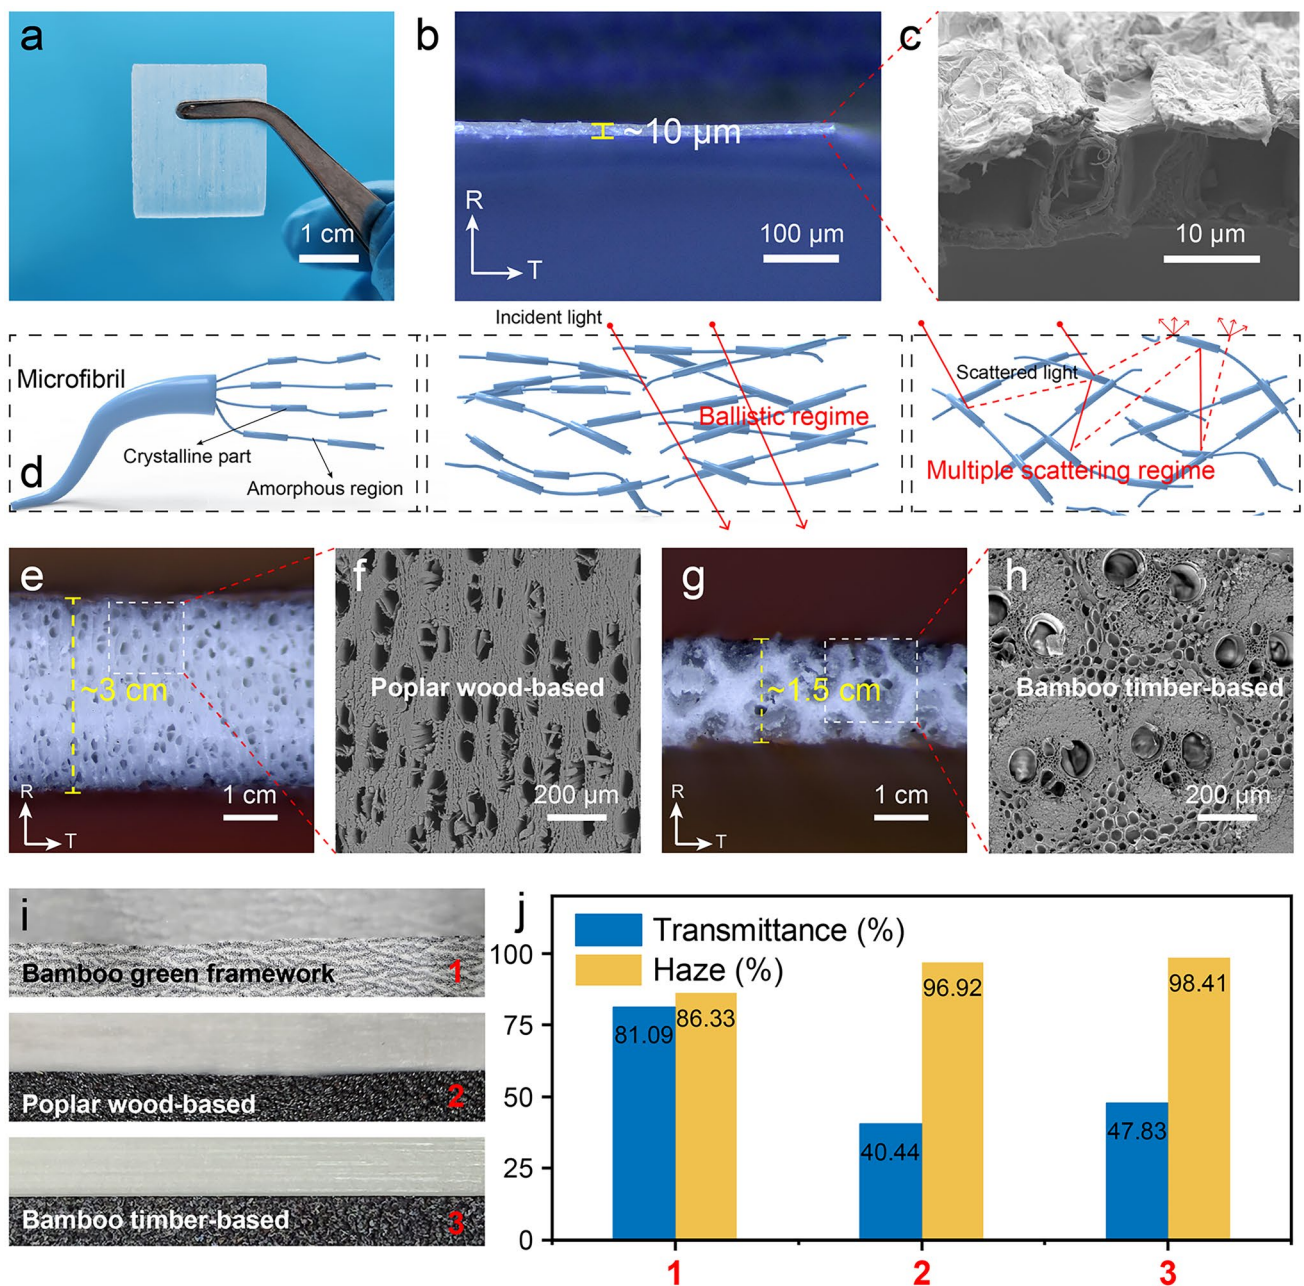 a
b
c
~10 µm
R
T
1 cm
100 µm
10 µm
Incident light
Microfibril
Scattered light
Ballistic regime
Crystalline part
d
Amorphous region
Multiple scattering regime
e
f
g
h
~3 cm
Poplar wood-based
~1.5 cm
Bamboo timber-based
R
T
1 cm
200 µm
R
T
1 cm
200 µm
i
Bamboo green framework
1
Poplar wood-based
2
Bamboo timber-based
3
j
Transmittance (%)
Haze (%)
100
75
50
25
0
81.09
86.33
40.44
96.92
47.83
98.41
1
2
3